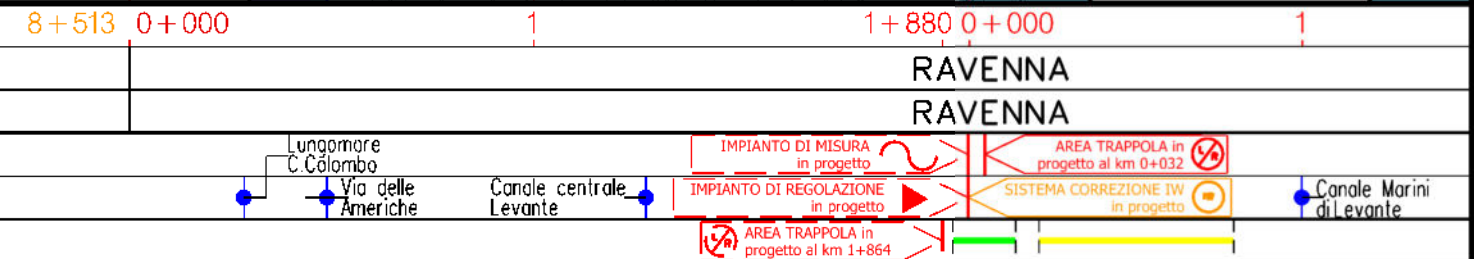 8+513 0+000 1 1+880 0+000 1
RAVENNA
RAVENNA
Lungomare
C.Colombo
IMPIANTO DI MISURA
in progetto
AREA TRAPPOLA in
progetto al km 0+032
L/R
Via delle
Americhe
Canale centrale
Levante
IMPIANTO DI REGOLAZIONE
in progetto
SISTEMA CORREZIONE IW
in progetto
Canale Marini
di Levante
L/R
AREA TRAPPOLA in
progetto al km 1+864